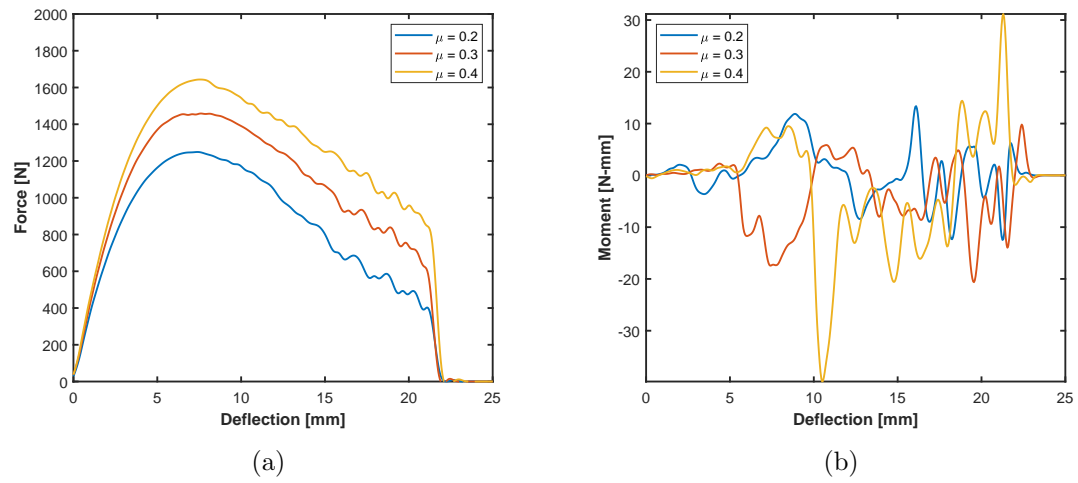 2000
1800
1600
1400
1200
1000
800
600
400
200
0
Force [N]
0 5 10 15 20 25
Deflection [mm]
μ = 0.2
μ = 0.3
μ = 0.4
(a)
30
20
10
0
-10
-20
-30
Moment [N-mm]
0 5 10 15 20 25
Deflection [mm]
μ = 0.2
μ = 0.3
μ = 0.4
(b)